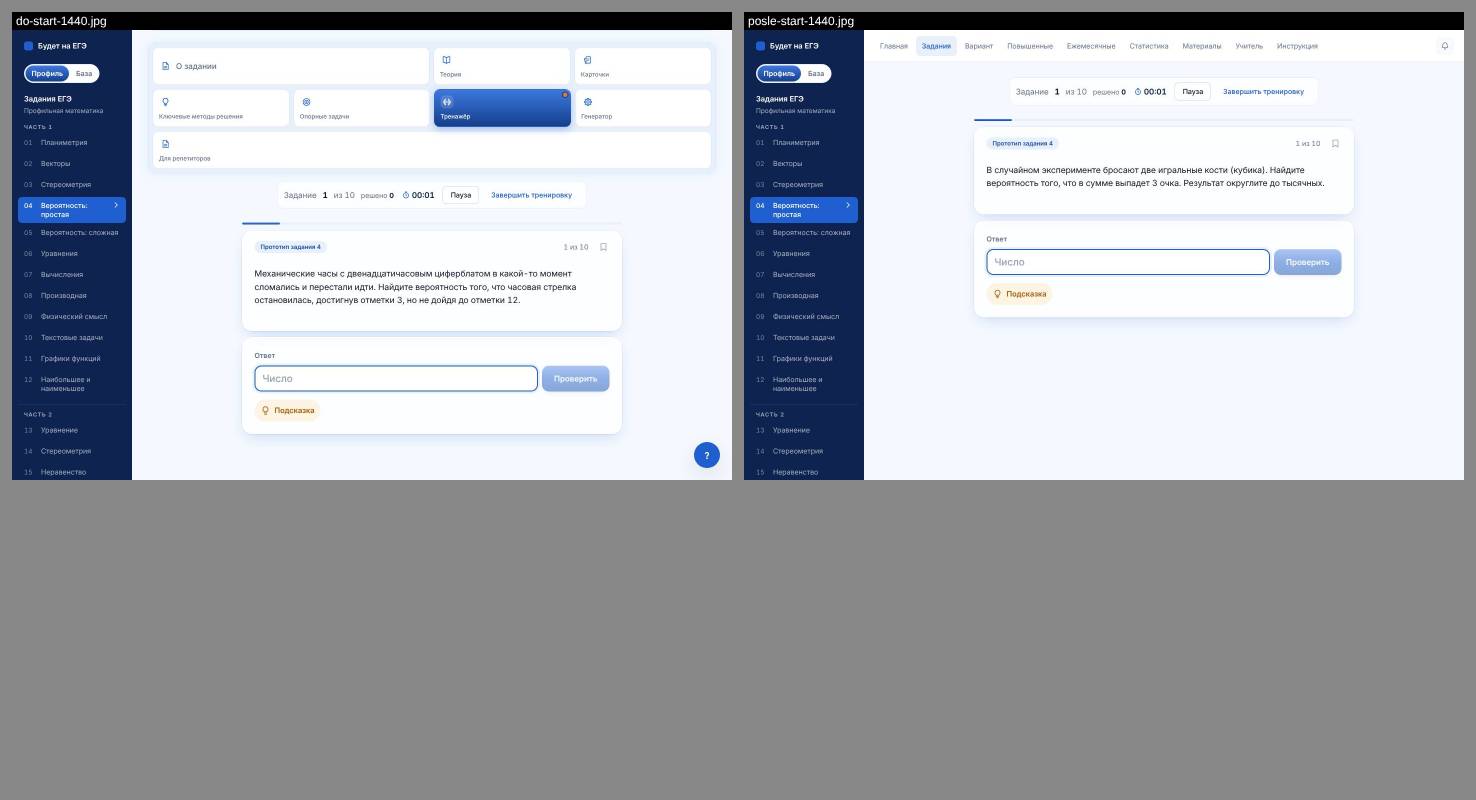 do-start-1440.jpg
Будет на ЕГЭ
Профиль База
Задания ЕГЭ
Профильная математика
ЧАСТЬ 1
01 Планиметрия
02 Векторы
03 Стереометрия
04 Вероятность:
простая
05 Вероятность: сложная
06 Уравнения
07 Вычисления
08 Производная
09 Физический смысл
10 Текстовые задачи
11 Графики функций
12 Наибольшее и
наименьшее
ЧАСТЬ 2
13 Уравнение
14 Стереометрия
15 Неравенство
О задании
Теория
Карточки
Ключевые методы решения
Опорные задачи
Тренажёр
Генератор
Для репетиторов
Задание 1 из 10 решено 0 00:01 Пауза Завершить тренировку
Прототип задания 4
1 из 10
Механические часы с двенадцатичасовым циферблатом в какой-то момент
сломались и перестали идти. Найдите вероятность того, что часовая стрелка
остановилась, достигнув отметки 3, но не дойдя до отметки 12.
Ответ
Число
Проверить
Подсказка
?
posle-start-1440.jpg
Будет на ЕГЭ
Профиль База
Задания ЕГЭ
Профильная математика
ЧАСТЬ 1
01 Планиметрия
02 Векторы
03 Стереометрия
04 Вероятность:
простая
05 Вероятность: сложная
06 Уравнения
07 Вычисления
08 Производная
09 Физический смысл
10 Текстовые задачи
11 Графики функций
12 Наибольшее и
наименьшее
ЧАСТЬ 2
13 Уравнение
14 Стереометрия
15 Неравенство
Главная Задания Вариант Повышенные Ежемесячные Статистика Материалы Учитель Инструкция
Задание 1 из 10 решено 0 00:01 Пауза Завершить тренировку
Прототип задания 4
1 из 10
В случайном эксперименте бросают две игральные кости (кубика). Найдите
вероятность того, что в сумме выпадет 3 очка. Результат округлите до тысячных.
Ответ
Число
Проверить
Подсказка